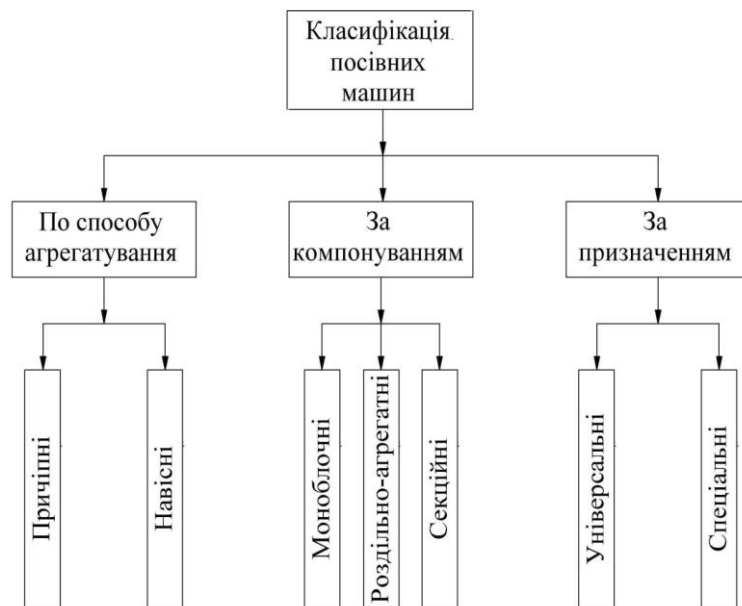 Класифікація
посівних
машин
По способу
агрегатування
За
компонуванням
За
призначенням
Причіпні
Навісні
Моноблочні
Роздільно-агрегатні
Секційні
Універсальні
Спеціальні